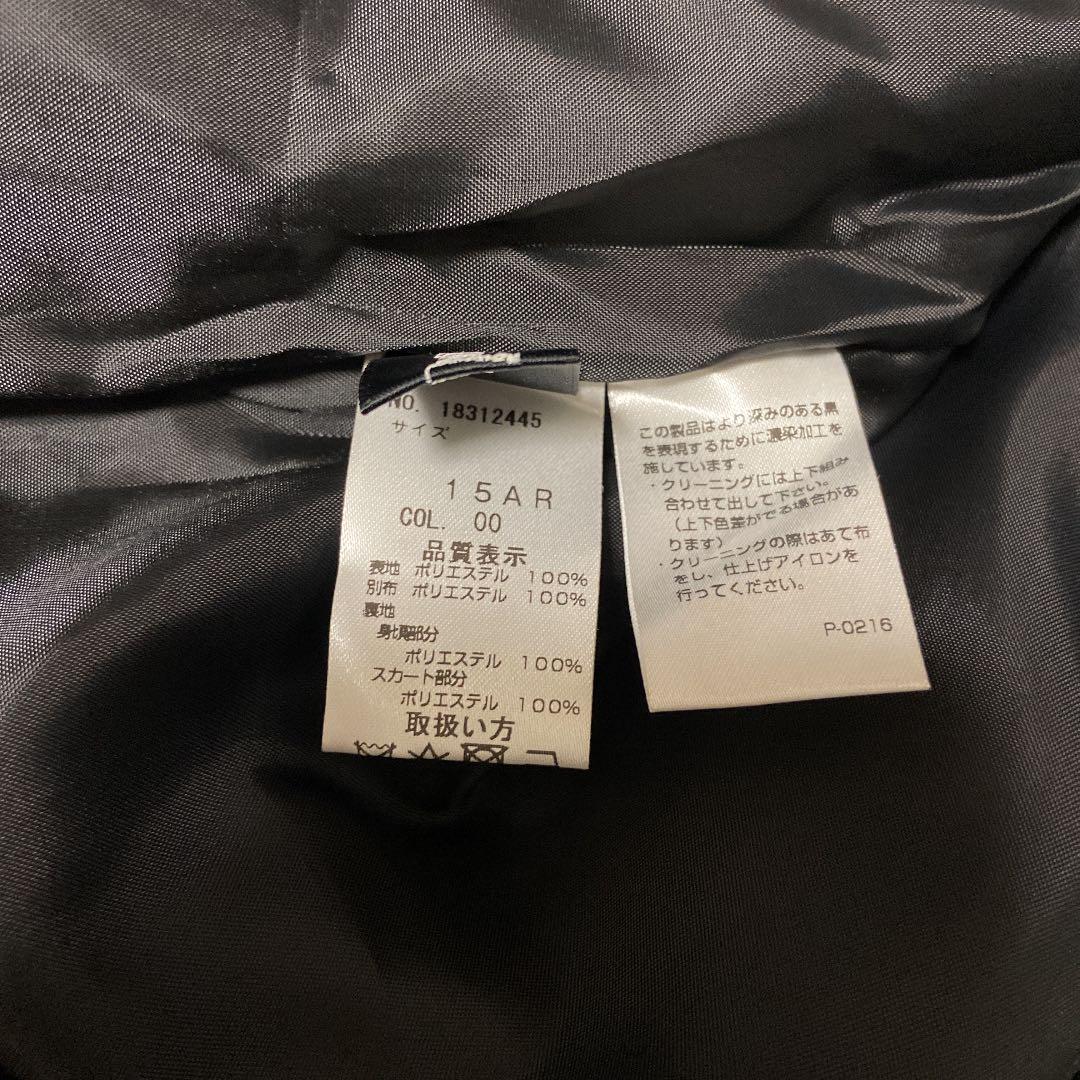 NO. 18312445
サイズ
15AR
COL. 00
品質表示
表地 ポリエステル 100%
別布 ポリエステル 100%
裏地
身頃部分
ポリエステル 100%
スカート部分
ポリエステル 100%
取扱い方
この製品はより深みのある黒
を表現するために濃染加工を
施しています。
・クリーニングには上下組み
合わせて出して下さい。
(上下色差がでる場合があ
ります)
・クリーニングの際はあて布
をし、仕上げアイロンを
行ってください。
P-0216